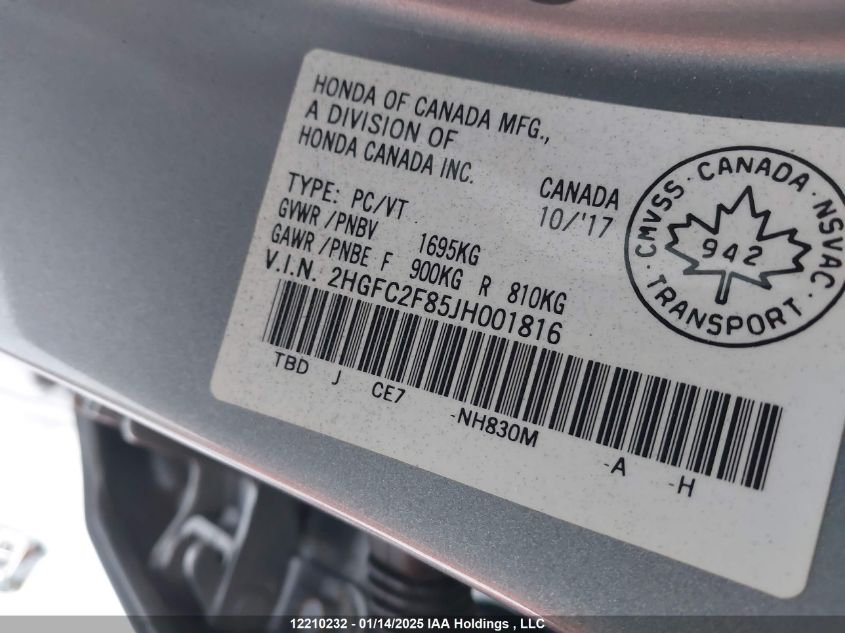 HONDA OF CANADA MFG.,
A DIVISION OF
HONDA CANADA INC.
TYPE: PC/VT
CANADA
10/'17
GVWR/PNBV 1695KG
GAWR/PNBE F 900KG R 810KG
V.I.N. 2HGFC2F85JH001816
TBD J CE7 -NH830M -A -H
CMVSS·CANADA·NSVAC
942
·TRANSPORT·
12210232 - 01/14/2025 IAA Holdings , LLC